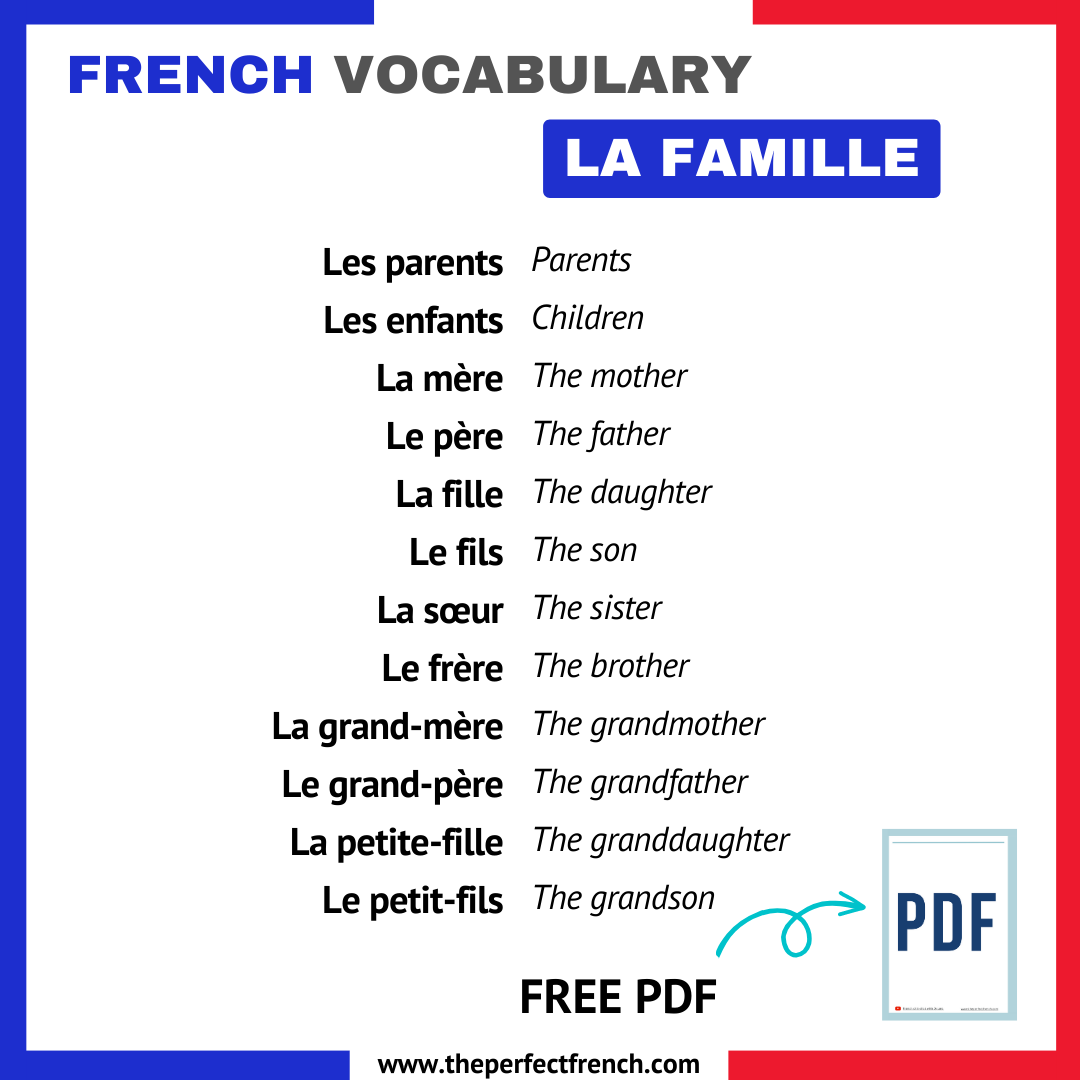 FRENCH VOCABULARY
LA FAMILLE
Les parents Parents
Les enfants Children
La mère The mother
Le père The father
La fille The daughter
Le fils The son
La sœur The sister
Le frère The brother
La grand-mère The grandmother
Le grand-père The grandfather
La petite-fille The granddaughter
Le petit-fils The grandson
PDF
FREE PDF
www.theperfectfrench.com